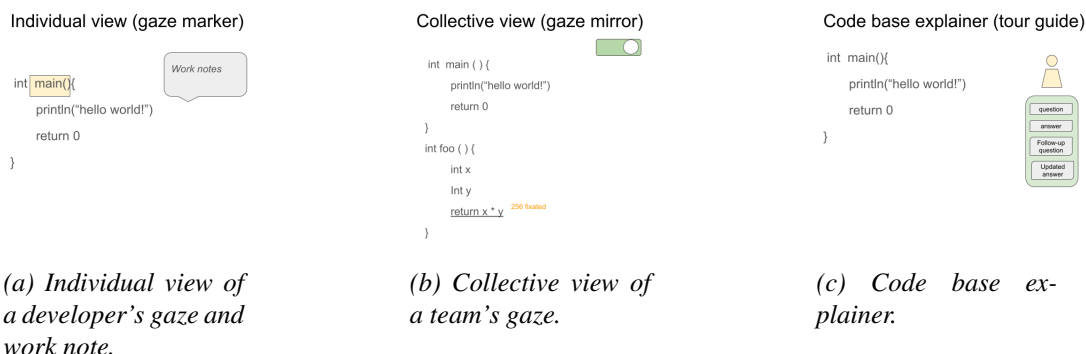 Individual view (gaze marker)
Work notes
int main(){
println(“hello world!”)
return 0
}
(a) Individual view of
a developer’s gaze and
work note.
Collective view (gaze mirror)
int main ( ) {
println(“hello world!”)
return 0
}
int foo ( ) {
int x
Int y
return x * y 256 fixated
}
(b) Collective view of
a team’s gaze.
Code base explainer (tour guide)
int main(){
println(“hello world!”)
return 0
}
question
answer
Follow-up
question
Updated
answer
(c) Code base ex-
plainer.